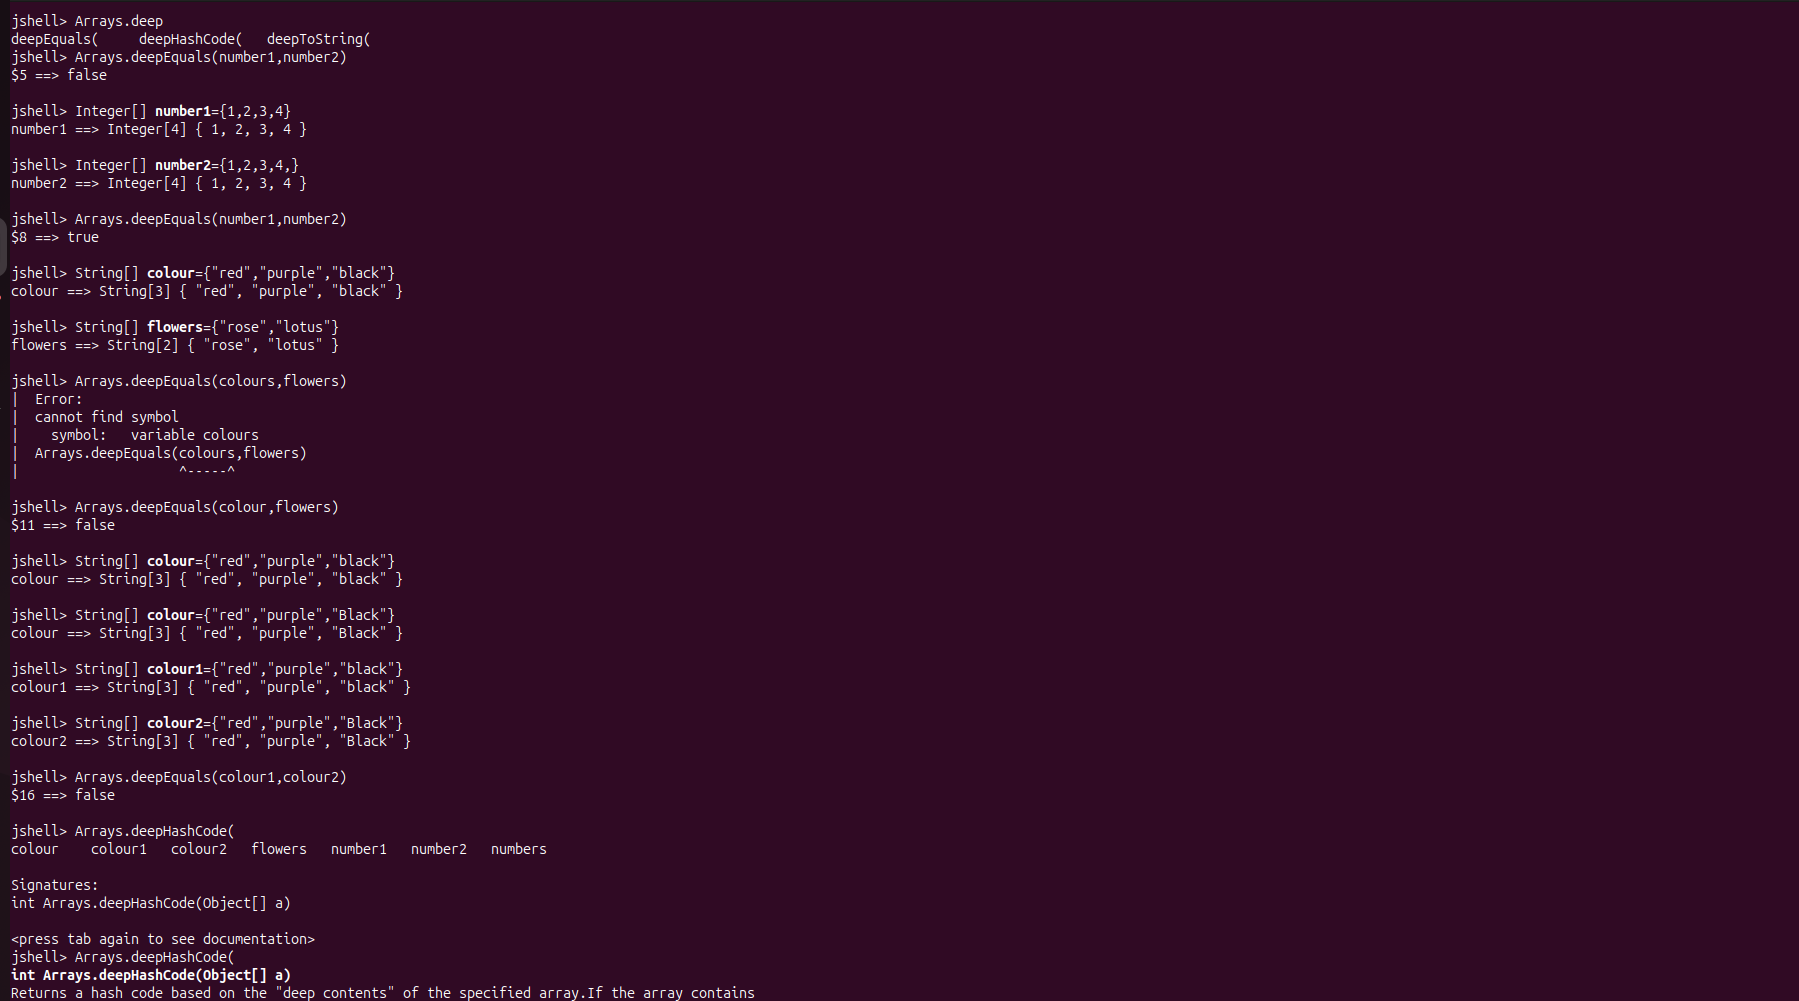 jshell> Arrays.deep
deepEquals(     deepHashCode(   deepToString(
jshell> Arrays.deepEquals(number1,number2)
$5 ==> false
jshell> Integer[] number1={1,2,3,4}
number1 ==> Integer[4] { 1, 2, 3, 4 }
jshell> Integer[] number2={1,2,3,4,}
number2 ==> Integer[4] { 1, 2, 3, 4 }
jshell> Arrays.deepEquals(number1,number2)
$8 ==> true
jshell> String[] colour={"red","purple","black"}
colour ==> String[3] { "red", "purple", "black" }
jshell> String[] flowers={"rose","lotus"}
flowers ==> String[2] { "rose", "lotus" }
jshell> Arrays.deepEquals(colours,flowers)
|  Error:
|  cannot find symbol
|    symbol:   variable colours
|  Arrays.deepEquals(colours,flowers)
|                    ^-----^
jshell> Arrays.deepEquals(colour,flowers)
$11 ==> false
jshell> String[] colour={"red","purple","black"}
colour ==> String[3] { "red", "purple", "black" }
jshell> String[] colour={"red","purple","Black"}
colour ==> String[3] { "red", "purple", "Black" }
jshell> String[] colour1={"red","purple","black"}
colour1 ==> String[3] { "red", "purple", "black" }
jshell> String[] colour2={"red","purple","Black"}
colour2 ==> String[3] { "red", "purple", "Black" }
jshell> Arrays.deepEquals(colour1,colour2)
$16 ==> false
jshell> Arrays.deepHashCode(
colour    colour1   colour2   flowers   number1   number2   numbers
Signatures:
int Arrays.deepHashCode(Object[] a)
<press tab again to see documentation>
jshell> Arrays.deepHashCode(
int Arrays.deepHashCode(Object[] a)
Returns a hash code based on the "deep contents" of the specified array.If the array contains